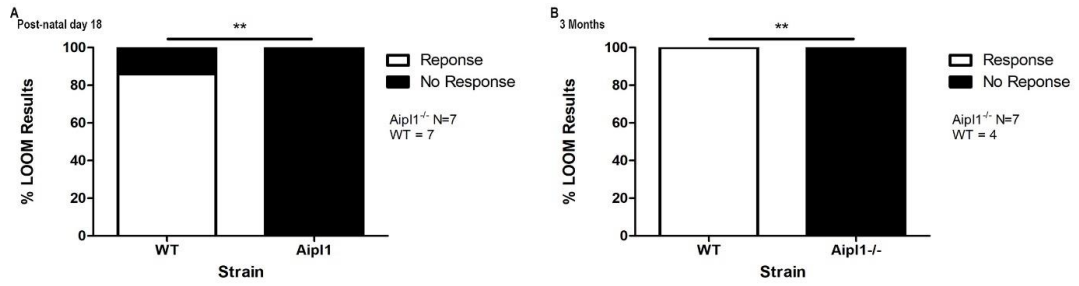 A
Post-natal day 18
**
100
80
60
40
20
0
% LOOM Results
WT
Aipl1
Strain
Reponse
No Response
Aipl1-/- N=7
WT = 7
B
3 Months
**
100
80
60
40
20
0
% LOOM Results
WT
Aipl1-/-
Strain
Response
No Reponse
Aipl1-/- N=7
WT = 4